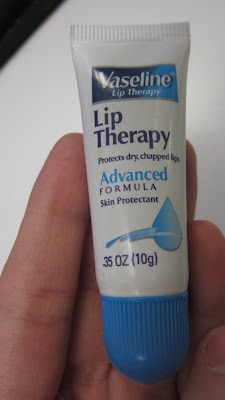 Vaseline
Lip Therapy
Lip
Therapy
Protects dry, chapped lips
Advanced
FORMULA
Skin Protectant
.35 OZ (10g)